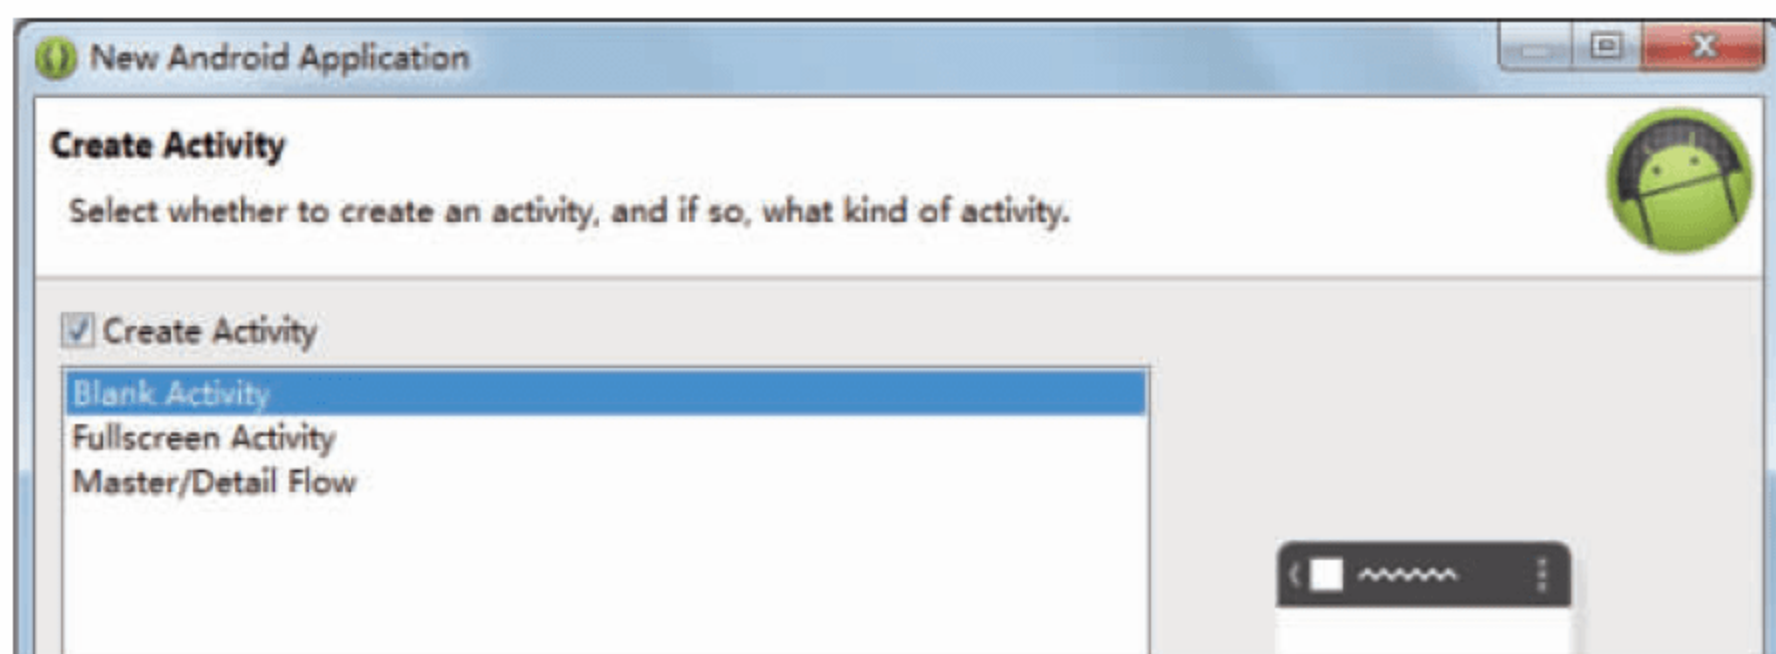 New Android Application
Create Activity
Select whether to create an activity, and if so, what kind of activity.
Create Activity
Blank Activity
Fullscreen Activity
Master/Detail Flow